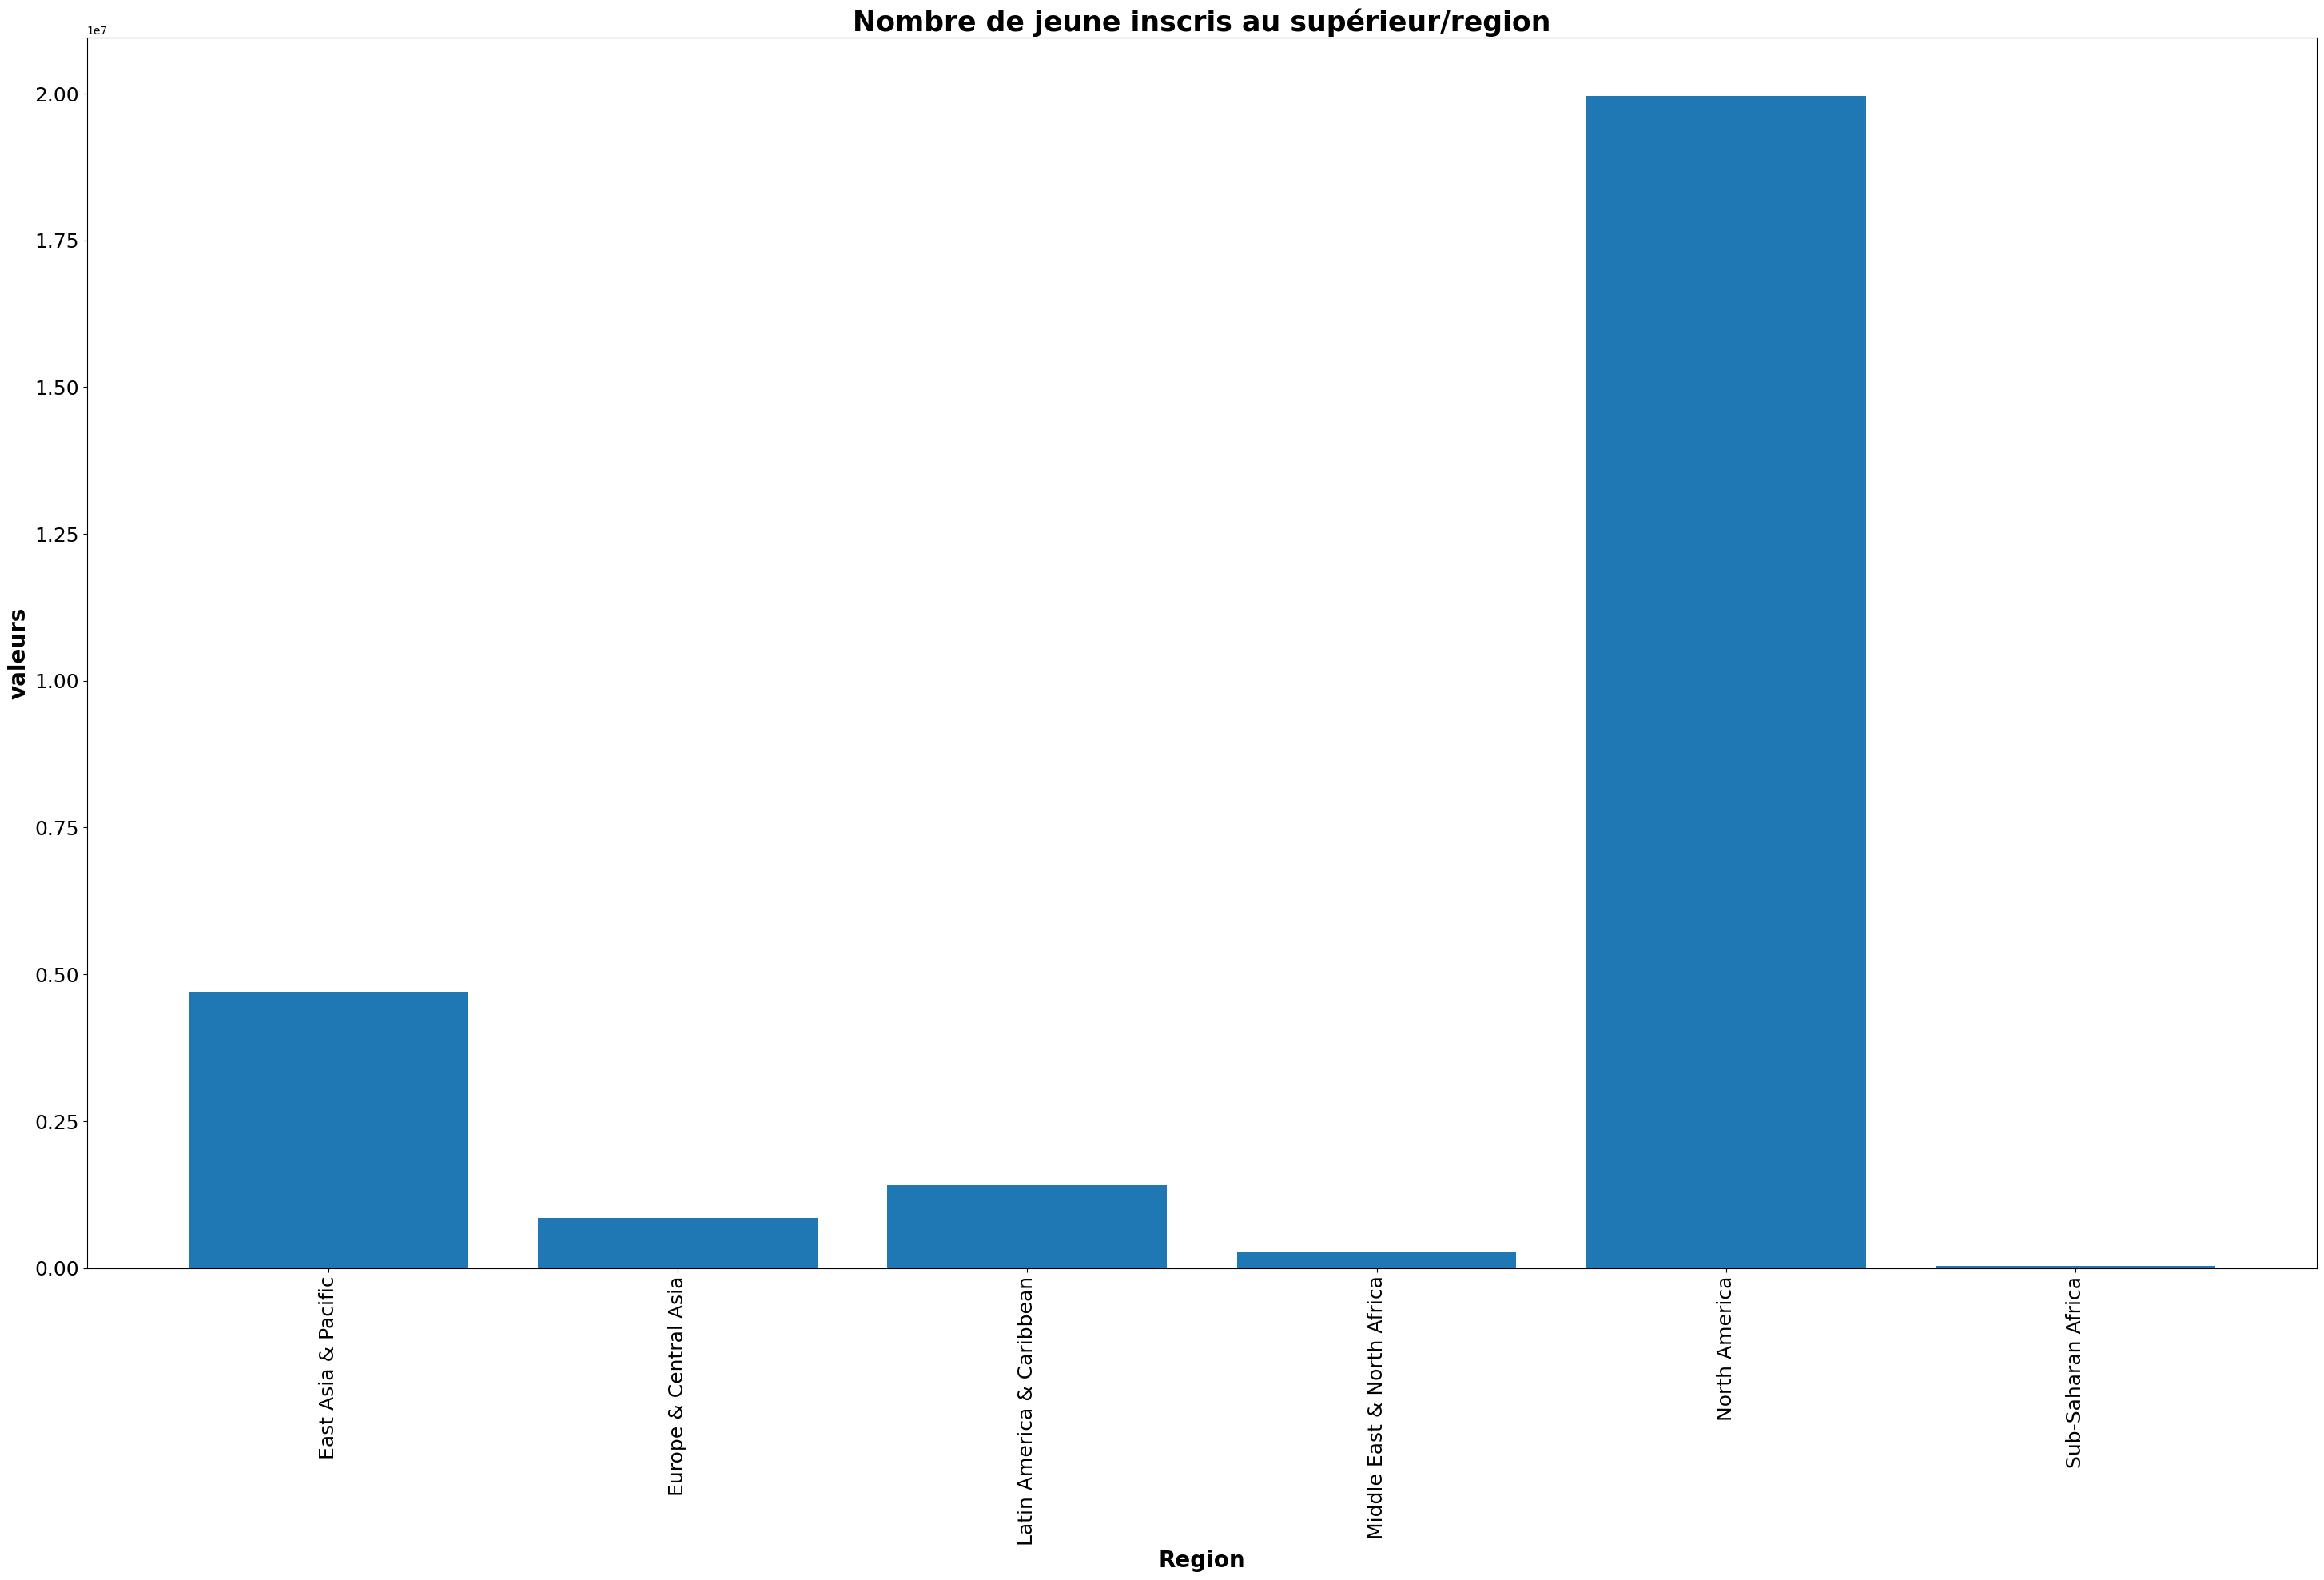 Nombre de jeune inscris au supérieur/region
1e7
2.00
1.75
1.50
1.25
1.00
0.75
0.50
0.25
0.00
valeurs
East Asia & Pacific
Europe & Central Asia
Latin America & Caribbean
Middle East & North Africa
North America
Sub-Saharan Africa
Region